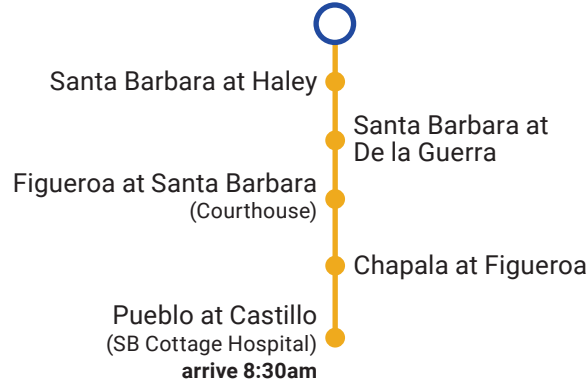 Santa Barbara at Haley
Santa Barbara at
De la Guerra
Figueroa at Santa Barbara
(Courthouse)
Chapala at Figueroa
Pueblo at Castillo
(SB Cottage Hospital)
arrive 8:30am